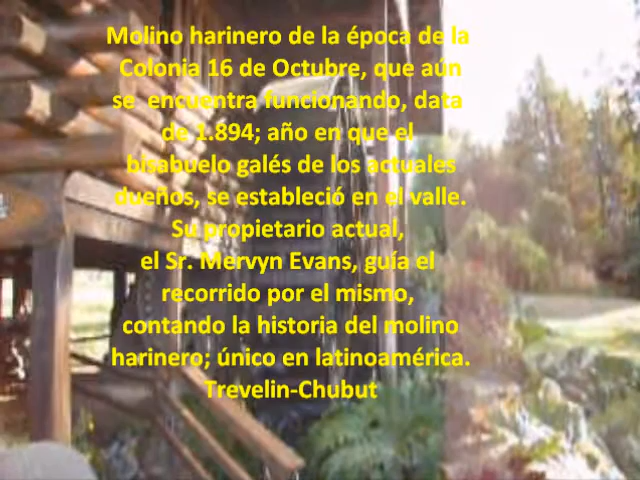 Molino harinero de la época de la
Colonia 16 de Octubre, que aún
se encuentra funcionando, data
de 1.894; año en que el
bisabuelo galés de los actuales
dueños, se estableció en el valle.
Su propietario actual,
el Sr. Mervyn Evans, guía el
recorrido por el mismo,
contando la historia del molino
harinero; único en latinoamérica.
Trevelin-Chubut